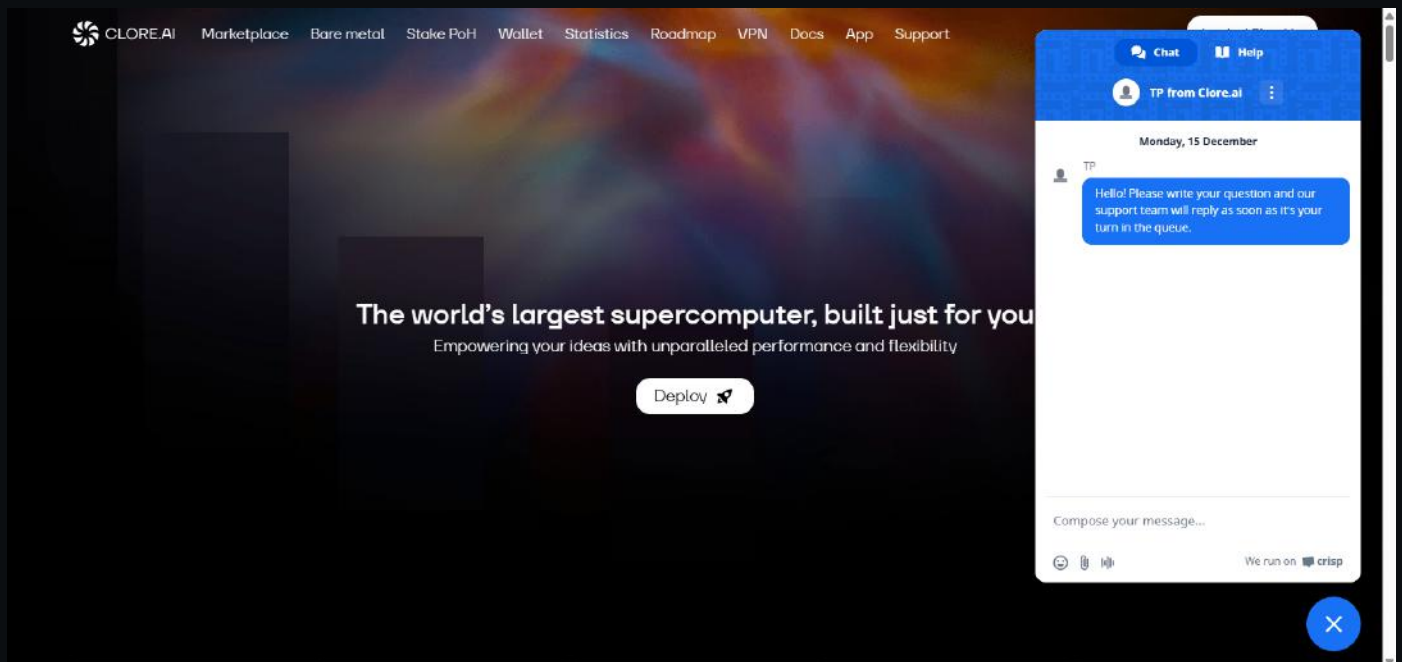 CLORE.AI Marketplace Bare metal Stake PoH Wallet Statistics Roadmap VPN Docs App Support
The world's largest supercomputer, built just for you
Empowering your ideas with unparalleled performance and flexibility
Deploy
Chat Help
TP from Clore.ai
Monday, 15 December
TP
Hello! Please write your question and our
support team will reply as soon as it's your
turn in the queue.
Compose your message...
We run on crisp